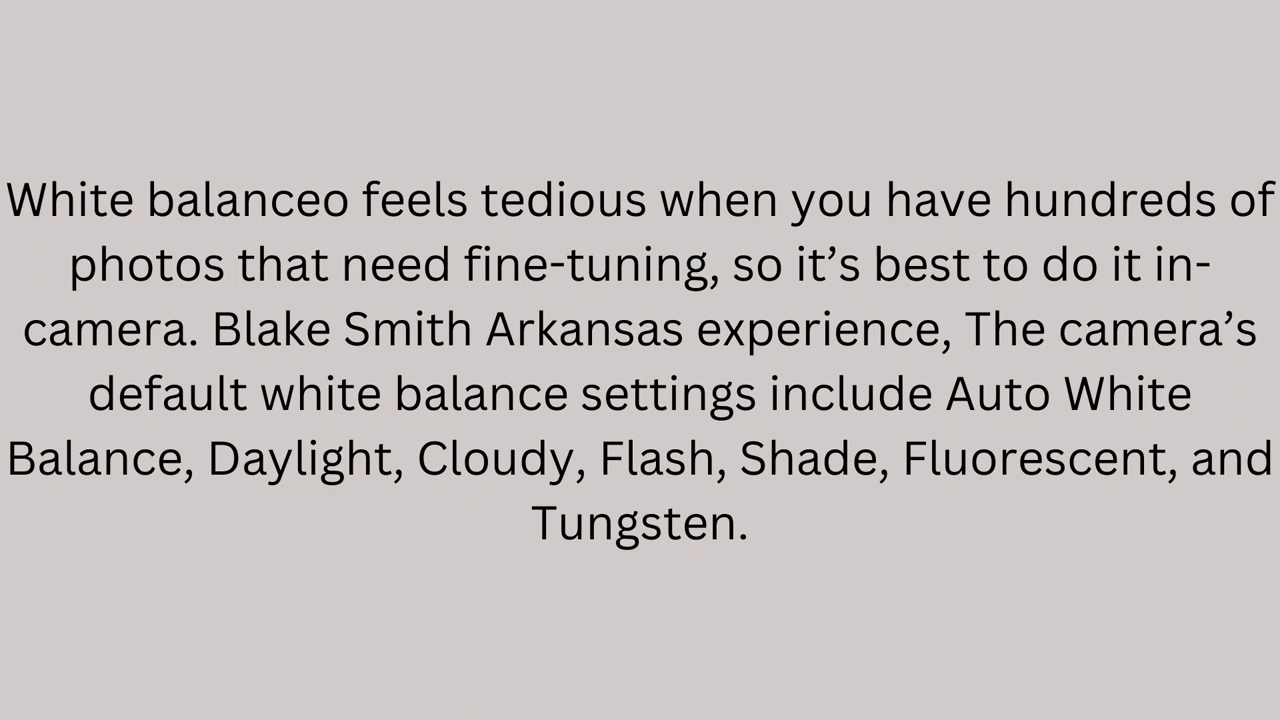 White balanceo feels tedious when you have hundreds of
photos that need fine-tuning, so it’s best to do it in-
camera. Blake Smith Arkansas experience, The camera’s
default white balance settings include Auto White
Balance, Daylight, Cloudy, Flash, Shade, Fluorescent, and
Tungsten.